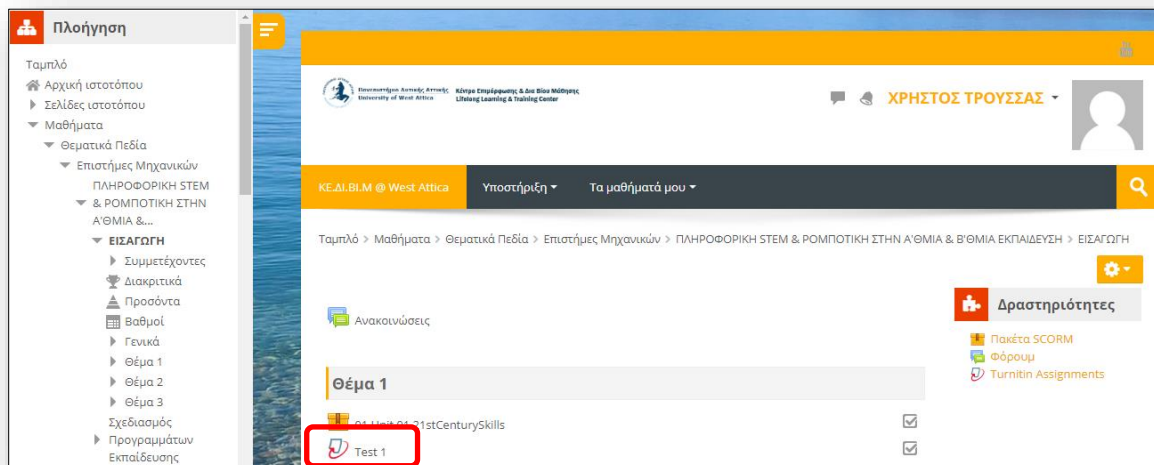 Πλοήγηση
Ταμπλό
Αρχική ιστοτόπου
Σελίδες ιστοτόπου
Μαθήματα
Θεματικά Πεδία
Επιστήμες Μηχανικών
ΠΛΗΡΟΦΟΡΙΚΗ STEM
& ΡΟΜΠΟΤΙΚΗ ΣΤΗΝ
Α'ΘΜΙΑ &...
ΕΙΣΑΓΩΓΗ
Συμμετέχοντες
Διακριτικά
Προσόντα
Βαθμοί
Γενικά
Θέμα 1
Θέμα 2
Θέμα 3
Σχεδιασμός
Προγραμμάτων
Εκπαίδευσης
Πανεπιστήμιο Δυτικής Αττικής
University of West Attica
Κέντρο Επιμόρφωσης & Δια Βίου Μάθησης
Lifelong Learning & Training Center
ΧΡΗΣΤΟΣ ΤΡΟΥΣΣΑΣ
ΚΕ.ΔΙ.ΒΙ.Μ @ West Attica Υποστήριξη Τα μαθήματά μου
Ταμπλό > Μαθήματα > Θεματικά Πεδία > Επιστήμες Μηχανικών > ΠΛΗΡΟΦΟΡΙΚΗ STEM & ΡΟΜΠΟΤΙΚΗ ΣΤΗΝ Α'ΘΜΙΑ & Β'ΘΜΙΑ ΕΚΠΑΙΔΕΥΣΗ > ΕΙΣΑΓΩΓΗ
Ανακοινώσεις
Θέμα 1
01 Unit 01 21stCenturySkills
Test 1
Δραστηριότητες
Πακέτα SCORM
Φόρουμ
Turnitin Assignments